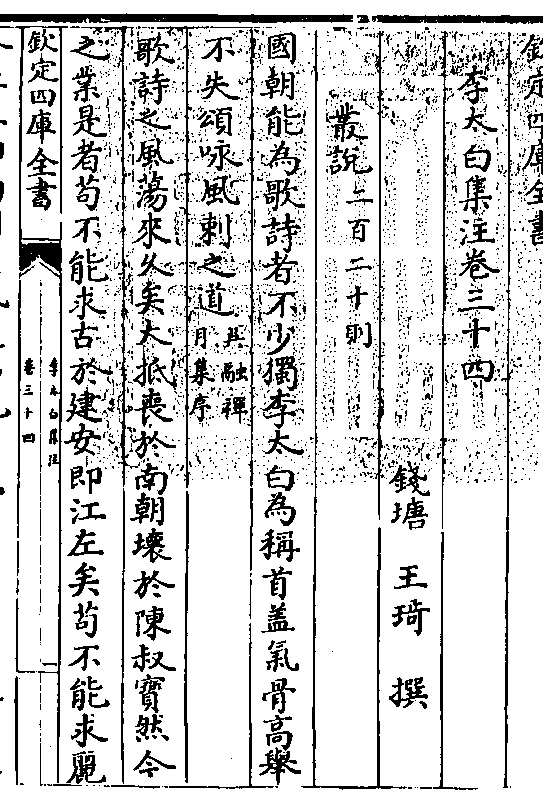 欽定四庫全書
李太白集注卷三十四
錢塘 王琦 撰
叢說二百二十則
國朝能為歌詩者不少獨李太白為稱首盖氣骨高舉
不失頌咏風刺之道吳融禪月集序
歌詩之風蕩來久矣大抵喪於南朝壞於陳叔寶然今
之業是者苟不能求古於建安即江左矣苟不能求麗
欽定四庫全書
李太白集注
卷三十四
一